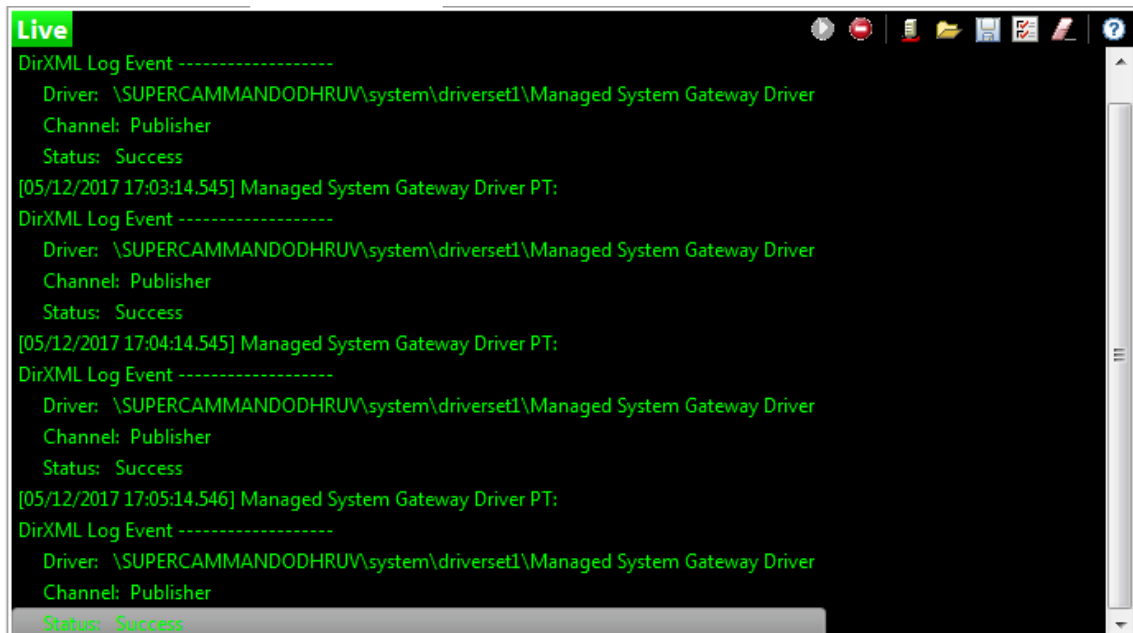 Live
DirXML Log Event -------------------
Driver: \SUPERCAMMANDODHRUV\system\driverset1\Managed System Gateway Driver
Channel: Publisher
Status: Success
[05/12/2017 17:03:14.545] Managed System Gateway Driver PT:
DirXML Log Event -------------------
Driver: \SUPERCAMMANDODHRUV\system\driverset1\Managed System Gateway Driver
Channel: Publisher
Status: Success
[05/12/2017 17:04:14.545] Managed System Gateway Driver PT:
DirXML Log Event -------------------
Driver: \SUPERCAMMANDODHRUV\system\driverset1\Managed System Gateway Driver
Channel: Publisher
Status: Success
[05/12/2017 17:05:14.546] Managed System Gateway Driver PT:
DirXML Log Event -------------------
Driver: \SUPERCAMMANDODHRUV\system\driverset1\Managed System Gateway Driver
Channel: Publisher
Status: Success